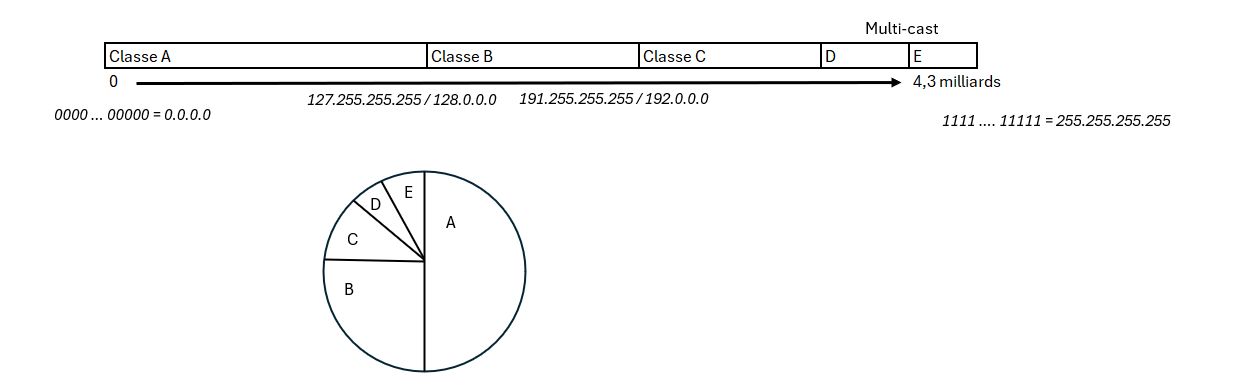 Multi-cast
Classe A
Classe B
Classe C
D
E
0
4,3 milliards
127.255.255.255 / 128.0.0.0
191.255.255.255 / 192.0.0.0
0000 ... 00000 = 0.0.0.0
1111 .... 11111 = 255.255.255.255
E
D
A
C
B